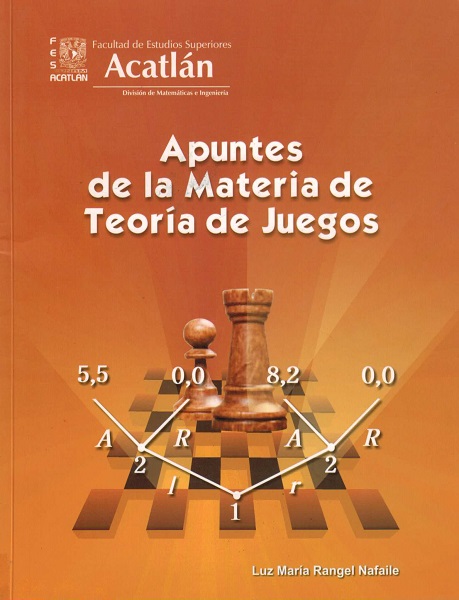 FES
ACATLÁN
Facultad de Estudios Superiores
Acatlán
División de Matemáticas e Ingeniería
Apuntes
de la Materia de
Teoría de Juegos
5,5 0,0 8,2 0,0
A R A R
2 2
l r
1
Luz María Rangel Nafaile